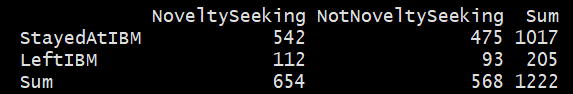 NoveltySeeking NotNoveltySeeking Sum
StayedAtIBM 542 475 1017
LeftIBM 112 93 205
Sum 654 568 1222